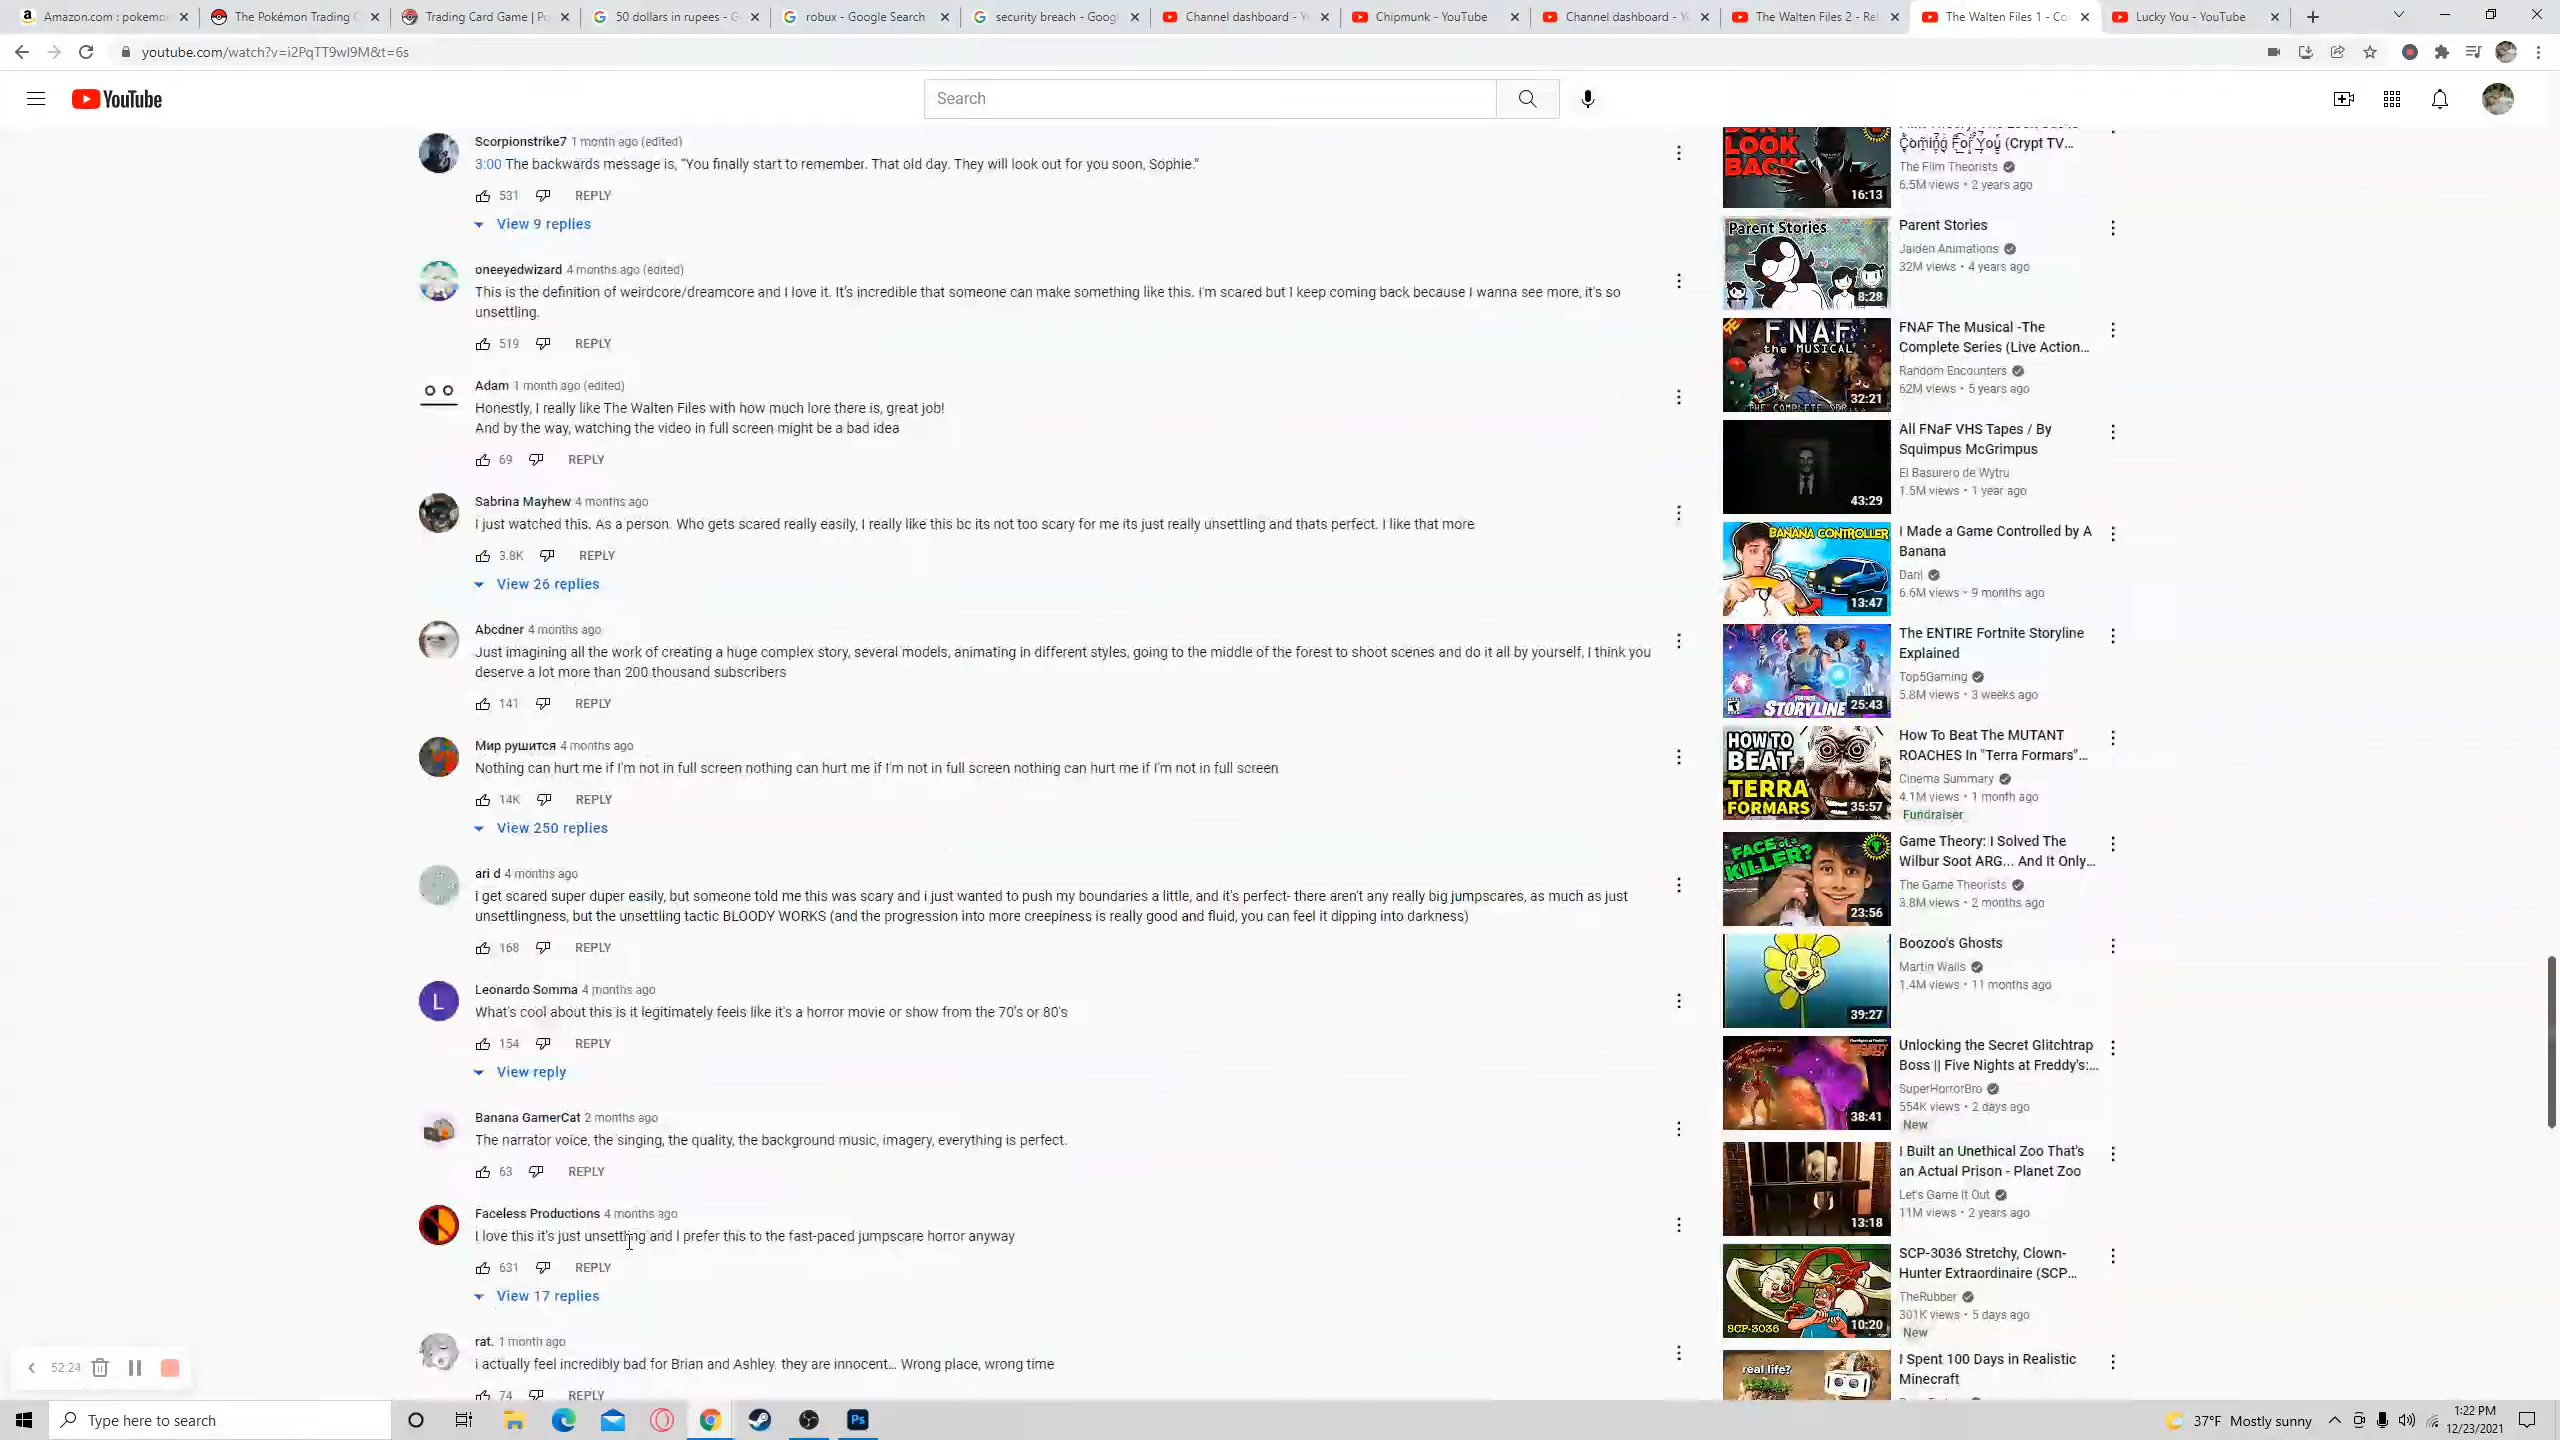 Amazon.com : pokemo
The Pokémon Trading C
Trading Card Game | Po
50 dollars in rupees - G
robux - Google Search
security breach - Googl
Channel dashboard - Y
Chipmunk - YouTube
Channel dashboard - Y
The Walten Files 2 - Rel
The Walten Files 1 - Co
Lucky You - YouTube
youtube.com/watch?v=i2PqTT9wI9M&t=6s
YouTube
Search
Scorpionstrike7 1 month ago (edited)
3:00 The backwards message is, “You finally start to remember. That old day. They will look out for you soon, Sophie.”
531 REPLY
View 9 replies
oneeyedwizard 4 months ago (edited)
This is the definition of weirdcore/dreamcore and I love it. It's incredible that someone can make something like this. I'm scared but I keep coming back because I wanna see more, it's so
unsettling.
519 REPLY
Adam 1 month ago (edited)
Honestly, I really like The Walten Files with how much lore there is, great job!
And by the way, watching the video in full screen might be a bad idea
69 REPLY
Sabrina Mayhew 4 months ago
I just watched this. As a person. Who gets scared really easily, I really like this bc its not too scary for me its just really unsettling and thats perfect. I like that more
3.8K REPLY
View 26 replies
Abcdner 4 months ago
Just imagining all the work of creating a huge complex story, several models, animating in different styles, going to the middle of the forest to shoot scenes and do it all by yourself, I think you
deserve a lot more than 200 thousand subscribers
141 REPLY
Мир рушится 4 months ago
Nothing can hurt me if I'm not in full screen nothing can hurt me if I'm not in full screen nothing can hurt me if I'm not in full screen
14K REPLY
View 250 replies
ari d 4 months ago
i get scared super duper easily, but someone told me this was scary and i just wanted to push my boundaries a little, and it's perfect- there aren't any really big jumpscares, as much as just
unsettlingness, but the unsettling tactic BLOODY WORKS (and the progression into more creepiness is really good and fluid, you can feel it dipping into darkness)
168 REPLY
L
Leonardo Somma 4 months ago
What's cool about this is it legitimately feels like it's a horror movie or show from the 70's or 80's
154 REPLY
View reply
Banana GamerCat 2 months ago
The narrator voice, the singing, the quality, the background music, imagery, everything is perfect.
63 REPLY
Faceless Productions 4 months ago
I love this it's just unsettling and I prefer this to the fast-paced jumpscare horror anyway
631 REPLY
View 17 replies
rat. 1 month ago
i actually feel incredibly bad for Brian and Ashley. they are innocent... Wrong place, wrong time
74 REPLY
DON'T LOOK BACK
16:13
Coming For You (Crypt TV...
The Film Theorists
6.5M views • 2 years ago
Parent Stories
8:28
Parent Stories
Jaiden Animations
32M views • 4 years ago
FNAF
the MUSICAL
THE COMPLETE SERIES
32:21
FNAF The Musical -The
Complete Series (Live Action...
Random Encounters
62M views • 5 years ago
43:29
All FNaF VHS Tapes / By
Squimpus McGrimpus
El Basurero de Wytru
1.5M views • 1 year ago
BANANA CONTROLLER
13:47
I Made a Game Controlled by A
Banana
Dani
6.6M views • 9 months ago
STORYLINE
25:43
The ENTIRE Fortnite Storyline
Explained
Top5Gaming
5.8M views • 3 weeks ago
HOW TO
BEAT
TERRA
FORMARS
35:57
How To Beat The MUTANT
ROACHES In "Terra Formars"...
Cinema Summary
4.1M views • 1 month ago
Fundraiser
FACE of a
KILLER?
23:56
Game Theory: I Solved The
Wilbur Soot ARG... And It Only...
The Game Theorists
3.8M views • 2 months ago
39:27
Boozoo's Ghosts
Martin Walls
1.4M views • 11 months ago
38:41
Unlocking the Secret Glitchtrap
Boss || Five Nights at Freddy's:...
SuperHorrorBro
554K views • 2 days ago
New
13:18
I Built an Unethical Zoo That's
an Actual Prison - Planet Zoo
Let's Game It Out
11M views • 2 years ago
SCP-3036
10:20
SCP-3036 Stretchy, Clown-
Hunter Extraordinaire (SCP...
TheRubber
301K views • 5 days ago
New
real life?
I Spent 100 Days in Realistic
Minecraft
52:24
Type here to search
Ps
37°F Mostly sunny
1:22 PM
12/23/2021